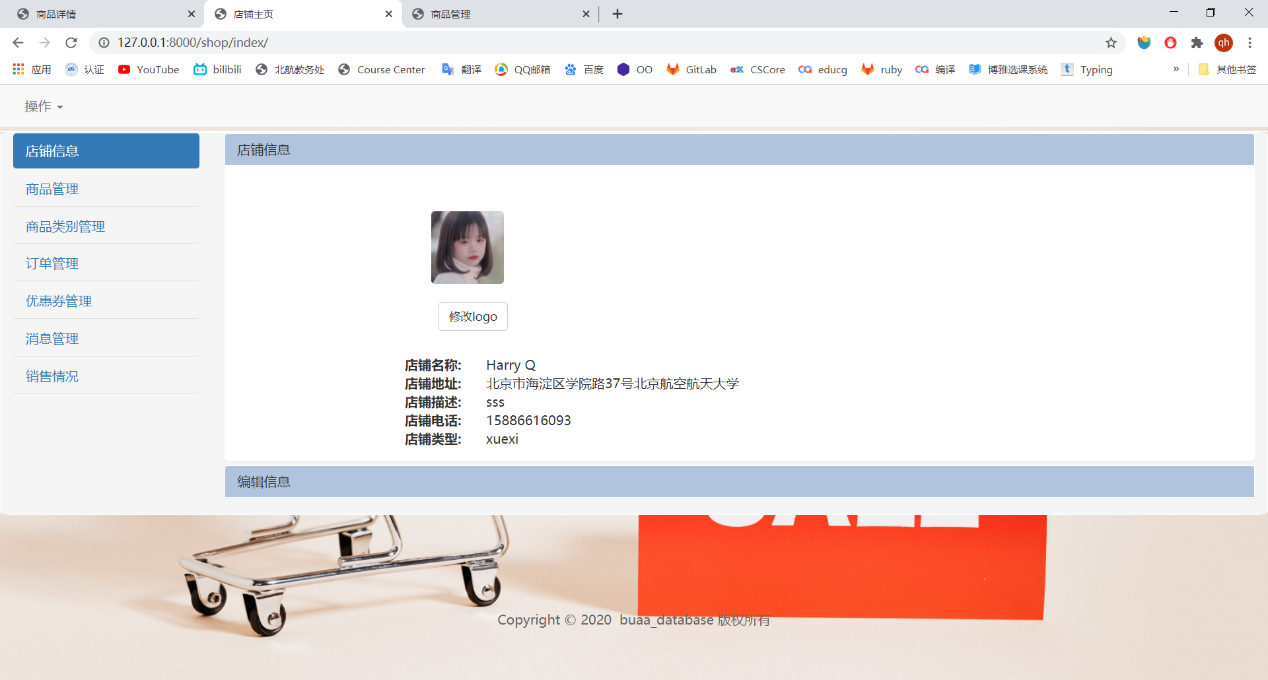 商品详情 店铺主页 商品管理
127.0.0.1:8000/shop/index/ qh
应用 认证 YouTube bilibili 北航教务处 Course Center 翻译 QQ邮箱 百度 OO GitLab CSCore educg ruby 编译 博雅选课系统 Typing » 其他书签
操作
店铺信息
商品管理
商品类别管理
订单管理
优惠券管理
消息管理
销售情况
店铺信息
修改logo
店铺名称: Harry Q
店铺地址: 北京市海淀区学院路37号北京航空航天大学
店铺描述: sss
店铺电话: 15886616093
店铺类型: xuexi
编辑信息
Copyright © 2020 buaa_database 版权所有